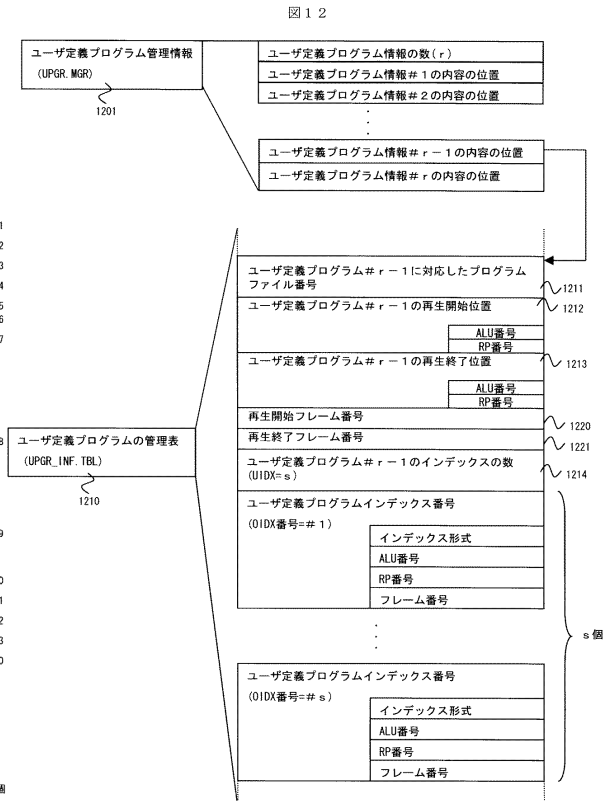 図12
ユーザ定義プログラム管理情報
(UPGR.MGR)
1201
ユーザ定義プログラム情報の数(r)
ユーザ定義プログラム情報#1の内容の位置
ユーザ定義プログラム情報#2の内容の位置
ユーザ定義プログラム情報#r-1の内容の位置
ユーザ定義プログラム情報#rの内容の位置
1
2
3
4
5
6
7
8
9
0
1
2
3
0
個
ユーザ定義プログラムの管理表
(UPGR_INF.TBL)
1210
ユーザ定義プログラム#r-1に対応したプログラム
ファイル番号
1211
ユーザ定義プログラム#r-1の再生開始位置
1212
ALU番号
RP番号
ユーザ定義プログラム#r-1の再生終了位置
1213
ALU番号
RP番号
再生開始フレーム番号
1220
再生終了フレーム番号
1221
ユーザ定義プログラム#r-1のインデックスの数
(UIDX=s)
1214
ユーザ定義プログラムインデックス番号
(OIDX番号=#1)
インデックス形式
ALU番号
RP番号
フレーム番号
s個
ユーザ定義プログラムインデックス番号
(OIDX番号=#s)
インデックス形式
ALU番号
RP番号
フレーム番号